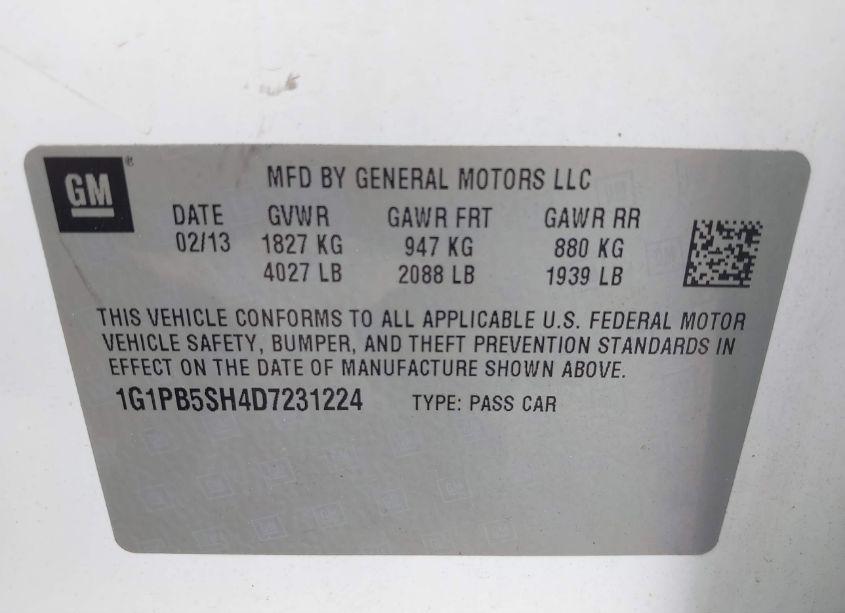 GM®
MFD BY GENERAL MOTORS LLC
DATE GVWR GAWR FRT GAWR RR
02/13 1827 KG 947 KG 880 KG
4027 LB 2088 LB 1939 LB
THIS VEHICLE CONFORMS TO ALL APPLICABLE U.S. FEDERAL MOTOR
VEHICLE SAFETY, BUMPER, AND THEFT PREVENTION STANDARDS IN
EFFECT ON THE DATE OF MANUFACTURE SHOWN ABOVE.
1G1PB5SH4D7231224 TYPE: PASS CAR